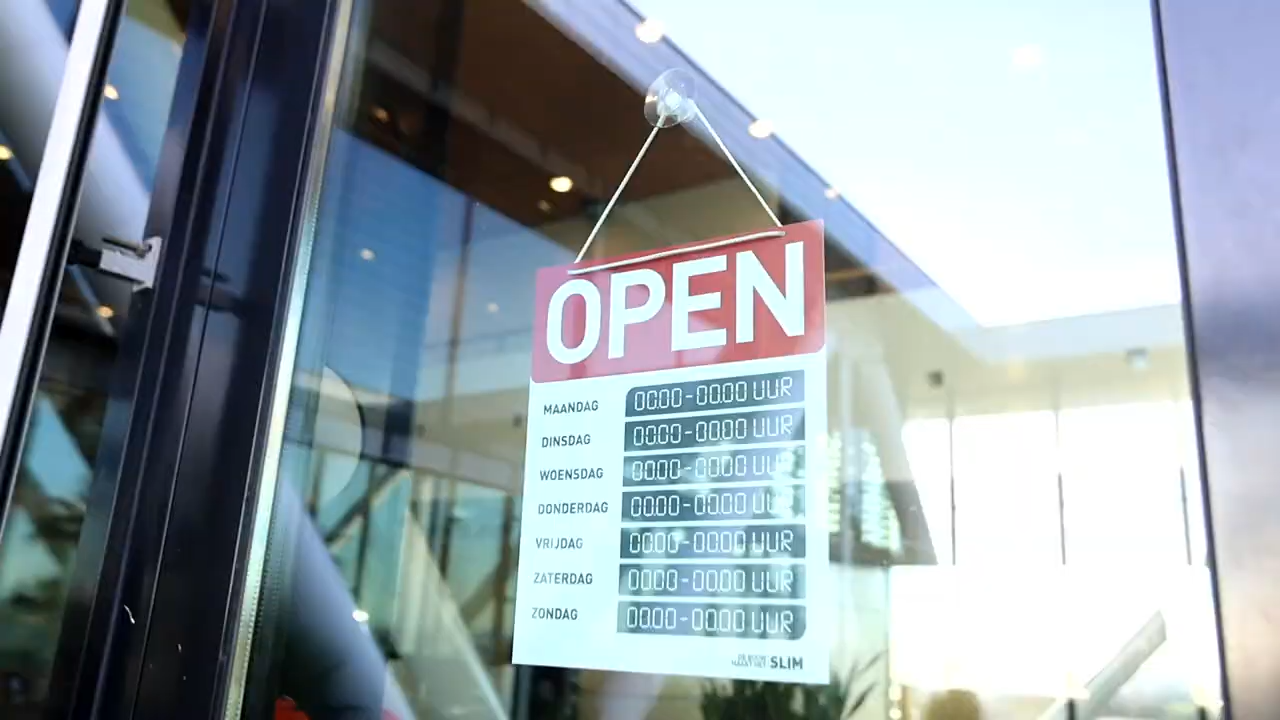 OPEN
MAANDAG 00.00 - 00.00 UUR
DINSDAG 00.00 - 00.00 UUR
WOENSDAG 00.00 - 00.00 UUR
DONDERDAG 00.00 - 00.00 UUR
VRIJDAG 00.00 - 00.00 UUR
ZATERDAG 00.00 - 00.00 UUR
ZONDAG 00.00 - 00.00 UUR
SLIM